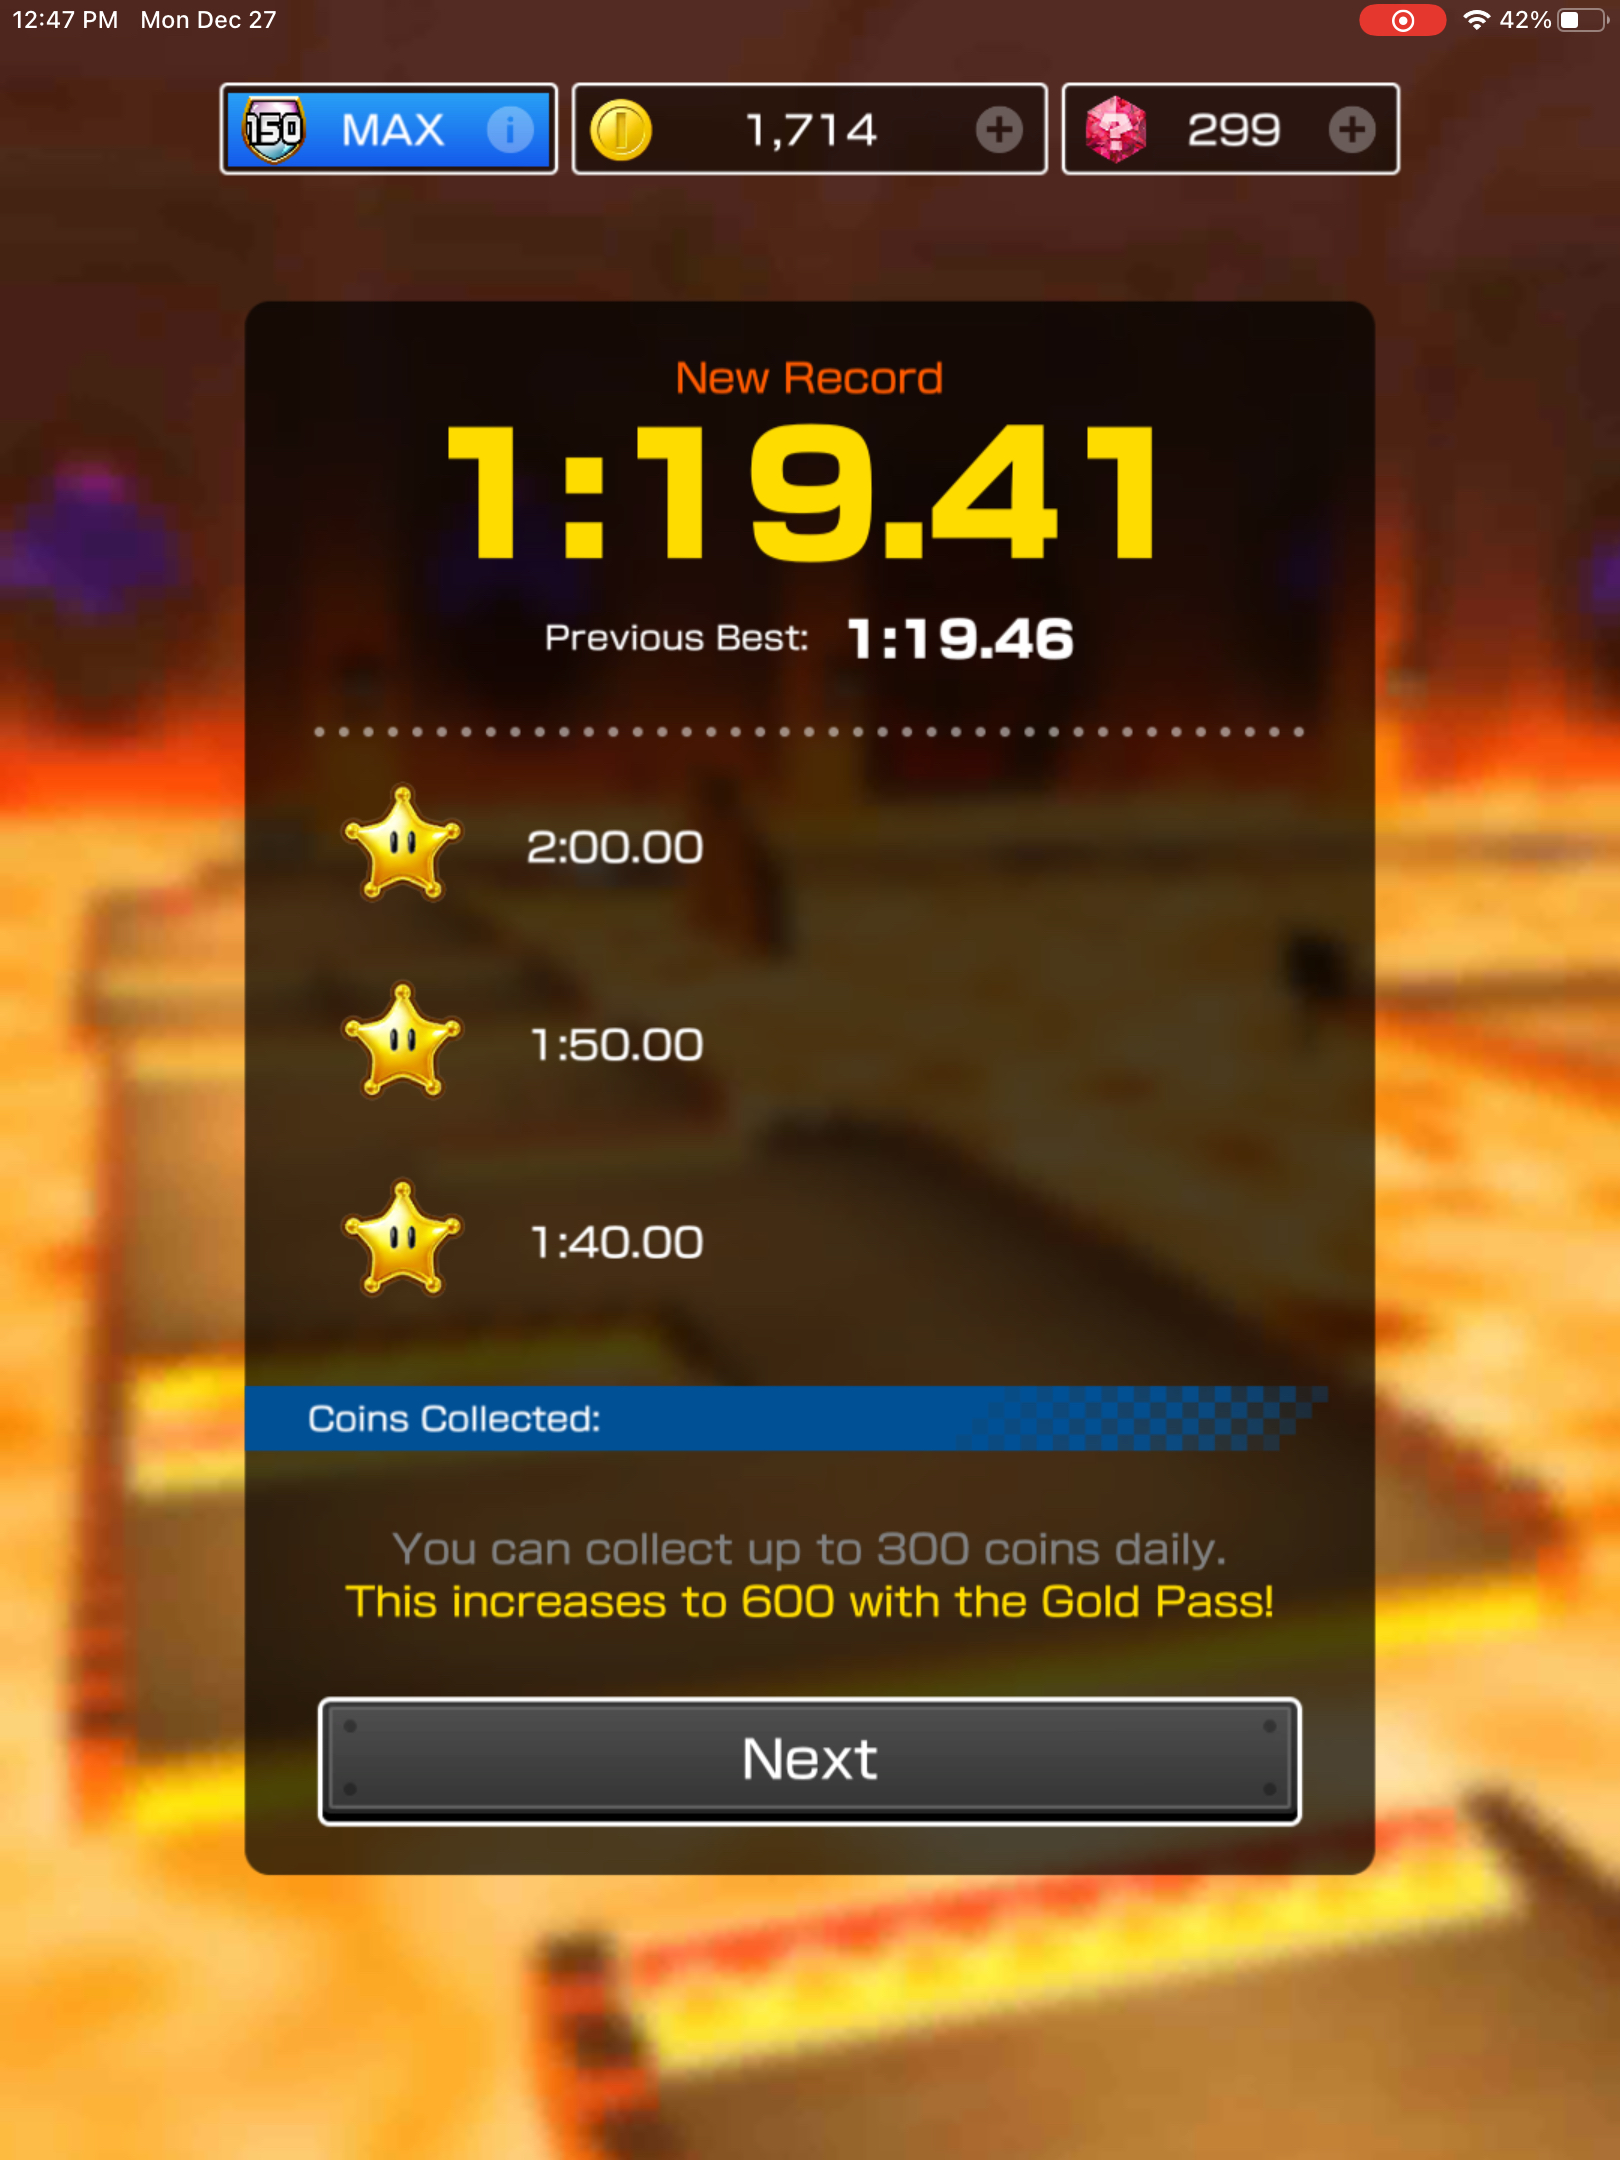 12:47 PM Mon Dec 27 42%
150 MAX i 1,714 + ? 299 +
New Record
1:19.41
Previous Best: 1:19.46
2:00.00
1:50.00
1:40.00
Coins Collected:
You can collect up to 300 coins daily.
This increases to 600 with the Gold Pass!
Next